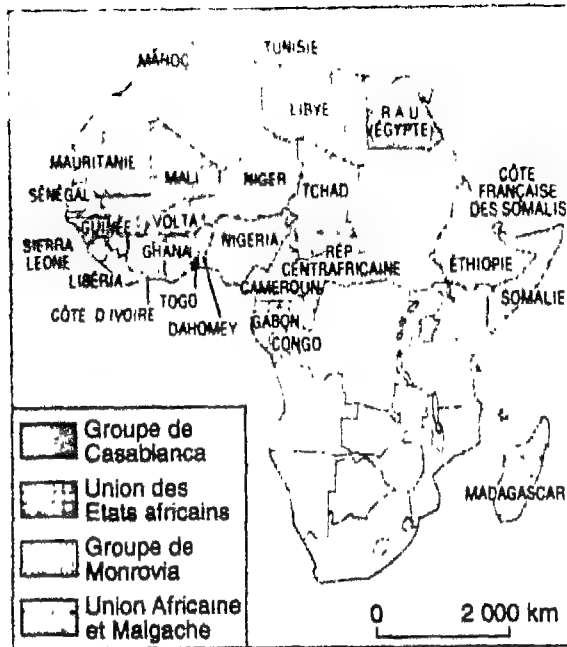 TUNISIE
MAROC
LIBYE
R A U
(ÉGYPTE)
MAURITANIE
MALI
NIGER
TCHAD
CÔTE
FRANÇAISE
DES SOMALIS
SÉNÉGAL
GUINÉE
VOLTA
NIGERIA
SIERRA
LEONE
GHANA
RÉP
CENTRAFRICAINE
ÉTHIOPIE
LIBÉRIA
CAMEROUN
SOMALIE
CÔTE D'IVOIRE
TOGO
DAHOMEY
GABON
CONGO
MADAGASCAR
Groupe de
Casablanca
Union des
Etats africains
Groupe de
Monrovia
Union Africaine
et Malgache
0 2 000 km